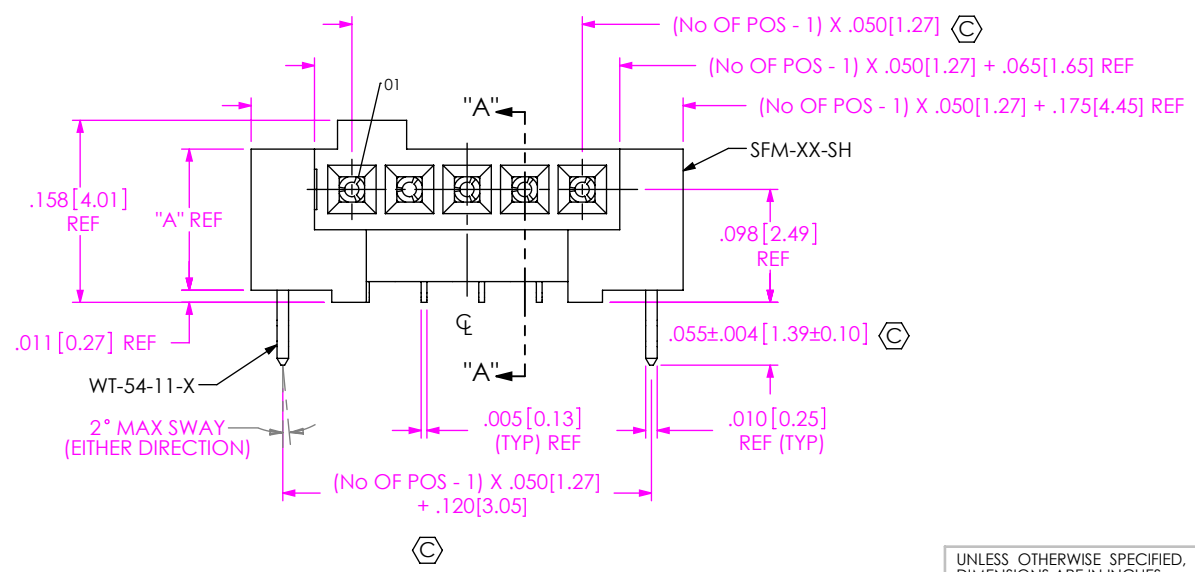 (No OF POS - 1) X .050[1.27] C
(No OF POS - 1) X .050[1.27] + .065[1.65] REF
(No OF POS - 1) X .050[1.27] + .175[4.45] REF
01
"A"
SFM-XX-SH
.158[4.01]
REF
"A" REF
.098[2.49]
REF
.011[0.27] REF
℄
.055±.004[1.39±0.10] C
"A"
WT-54-11-X
2° MAX SWAY
(EITHER DIRECTION)
.005[0.13]
(TYP) REF
.010[0.25]
REF (TYP)
(No OF POS - 1) X .050[1.27]
+ .120[3.05]
C
UNLESS OTHERWISE SPECIFIED,
DIMENSIONS ARE IN INCHES